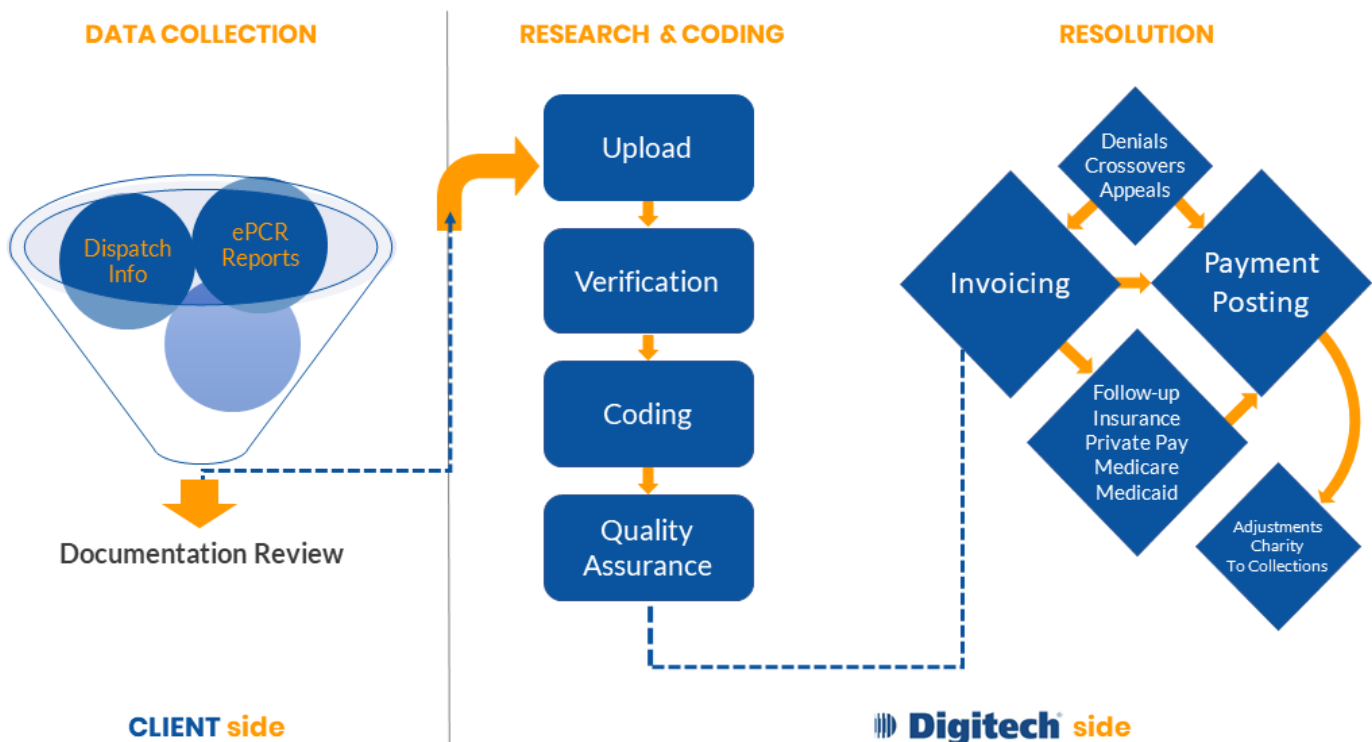 DATA COLLECTION
Dispatch
Info
ePCR
Reports
Documentation Review
CLIENT side
RESEARCH & CODING
Upload
Verification
Coding
Quality
Assurance
RESOLUTION
Denials
Crossovers
Appeals
Invoicing
Payment
Posting
Follow-up
Insurance
Private Pay
Medicare
Medicaid
Adjustments
Charity
To Collections
Digitech side